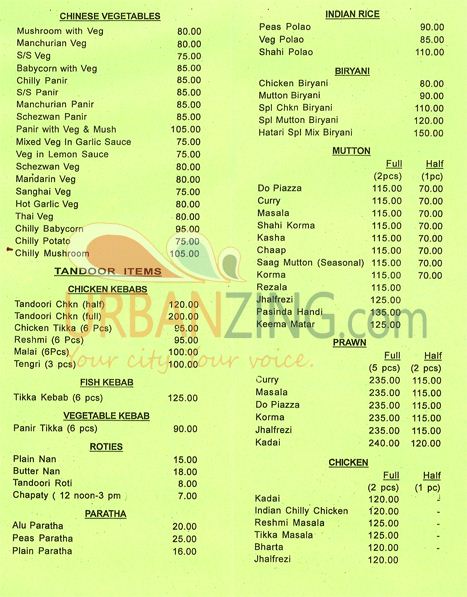 CHINESE VEGETABLES
Mushroom with Veg 80.00
Manchurian Veg 80.00
S/S Veg 75.00
Babycorn with Veg 85.00
Chilly Panir 85.00
S/S Panir 85.00
Manchurian Panir 85.00
Schezwan Panir 85.00
Panir with Veg & Mush 105.00
Mixed Veg In Garlic Sauce 75.00
Veg in Lemon Sauce 75.00
Schezwan Veg 80.00
Mandarin Veg 80.00
Sanghai Veg 75.00
Hot Garlic Veg 80.00
Thai Veg 80.00
Chilly Babycorn 95.00
Chilly Potato 75.00
Chilly Mushroom 105.00
TANDOOR ITEMS
CHICKEN KEBABS
Tandoori Chkn (half) 120.00
Tandoori Chkn (full) 200.00
Chicken Tikka (6 Pcs) 95.00
Reshmi (6 Pcs) 95.00
Malai (6Pcs) 100.00
Tengri (3 pcs) 100.00
FISH KEBAB
Tikka Kebab (6 pcs) 125.00
VEGETABLE KEBAB
Panir Tikka (6 pcs) 90.00
ROTIES
Plain Nan 15.00
Butter Nan 18.00
Tandoori Roti 8.00
Chapaty ( 12 noon-3 pm 7.00
PARATHA
Alu Paratha 20.00
Peas Paratha 25.00
Plain Paratha 16.00
INDIAN RICE
Peas Polao 90.00
Veg Polao 85.00
Shahi Polao 110.00
BIRYANI
Chicken Biryani 80.00
Mutton Biryani 90.00
Spl Chkn Biryani 110.00
Spl Mutton Biryani 120.00
Hatari Spl Mix Biryani 150.00
MUTTON
Full Half
(2pcs) (1pc)
Do Piazza 115.00 70.00
Curry 115.00 70.00
Masala 115.00 70.00
Shahi Korma 115.00 70.00
Kasha 115.00 70.00
Chaap 115.00 70.00
Saag Mutton (Seasonal) 115.00 70.00
Korma 115.00 70.00
Rezala 115.00
Jhalfrezi 125.00
Pasinda Handi 135.00
Keema Matar 125.00
PRAWN
Full Half
(5 pcs) (2 pcs)
Curry 235.00 115.00
Masala 235.00 115.00
Do Piazza 235.00 115.00
Korma 235.00 115.00
Jhalfrezi 235.00 115.00
Kadai 240.00 120.00
CHICKEN
Full Half
(2 pcs) (1 pc)
Kadai 120.00
Indian Chilly Chicken 120.00 -
Reshmi Masala 125.00 -
Tikka Masala 125.00 -
Bharta 120.00 -
Jhalfrezi 120.00 -
URBANZING.com
Your city your voice.